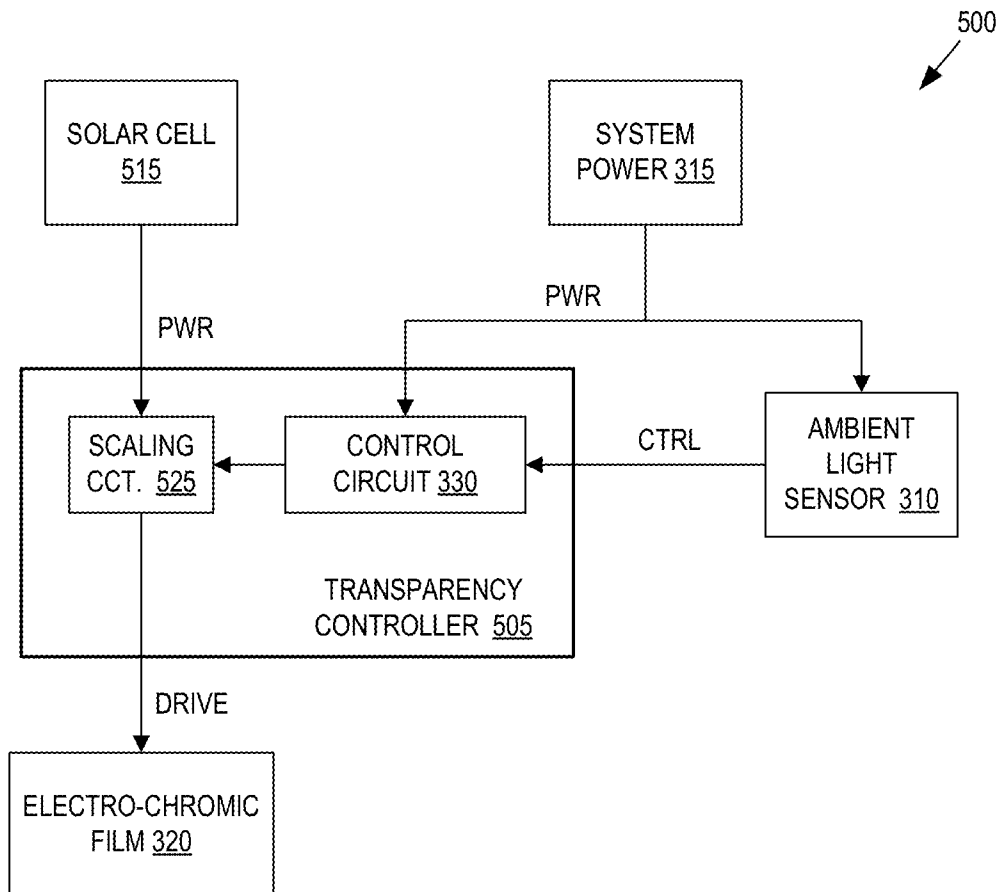 500
SOLAR CELL
515
SYSTEM
POWER 315
PWR
PWR
SCALING
CCT. 525
CONTROL
CIRCUIT 330
CTRL
AMBIENT
LIGHT
SENSOR 310
TRANSPARENCY
CONTROLLER 505
DRIVE
ELECTRO-CHROMIC
FILM 320